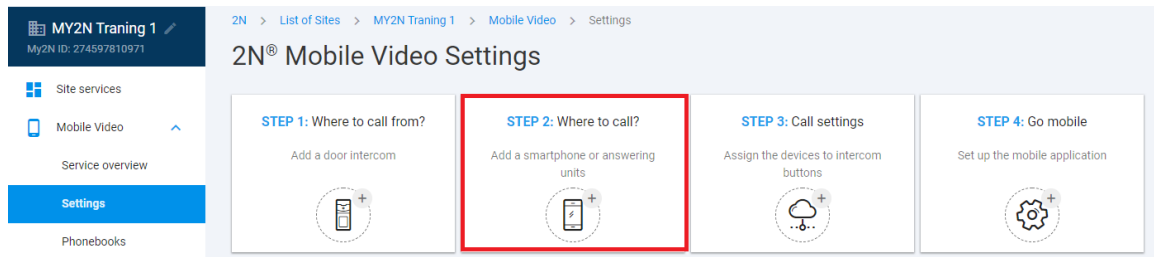 MY2N Traning 1
My2N ID: 274597810971
Site services
Mobile Video
Service overview
Settings
Phonebooks
2N > List of Sites > MY2N Traning 1 > Mobile Video > Settings
2N® Mobile Video Settings
STEP 1: Where to call from?
Add a door intercom
STEP 2: Where to call?
Add a smartphone or answering
units
STEP 3: Call settings
Assign the devices to intercom
buttons
STEP 4: Go mobile
Set up the mobile application